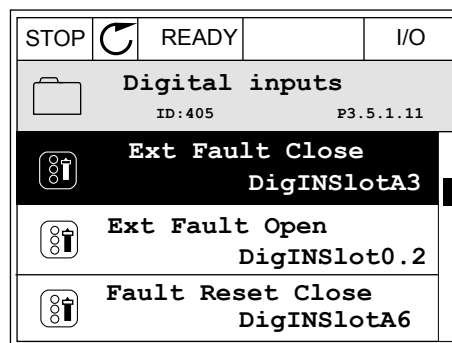 STOP READY I/O
Digital inputs
ID:405 P3.5.1.11
Ext Fault Close
DigINSlotA3
Ext Fault Open
DigINSlot0.2
Fault Reset Close
DigINSlotA6